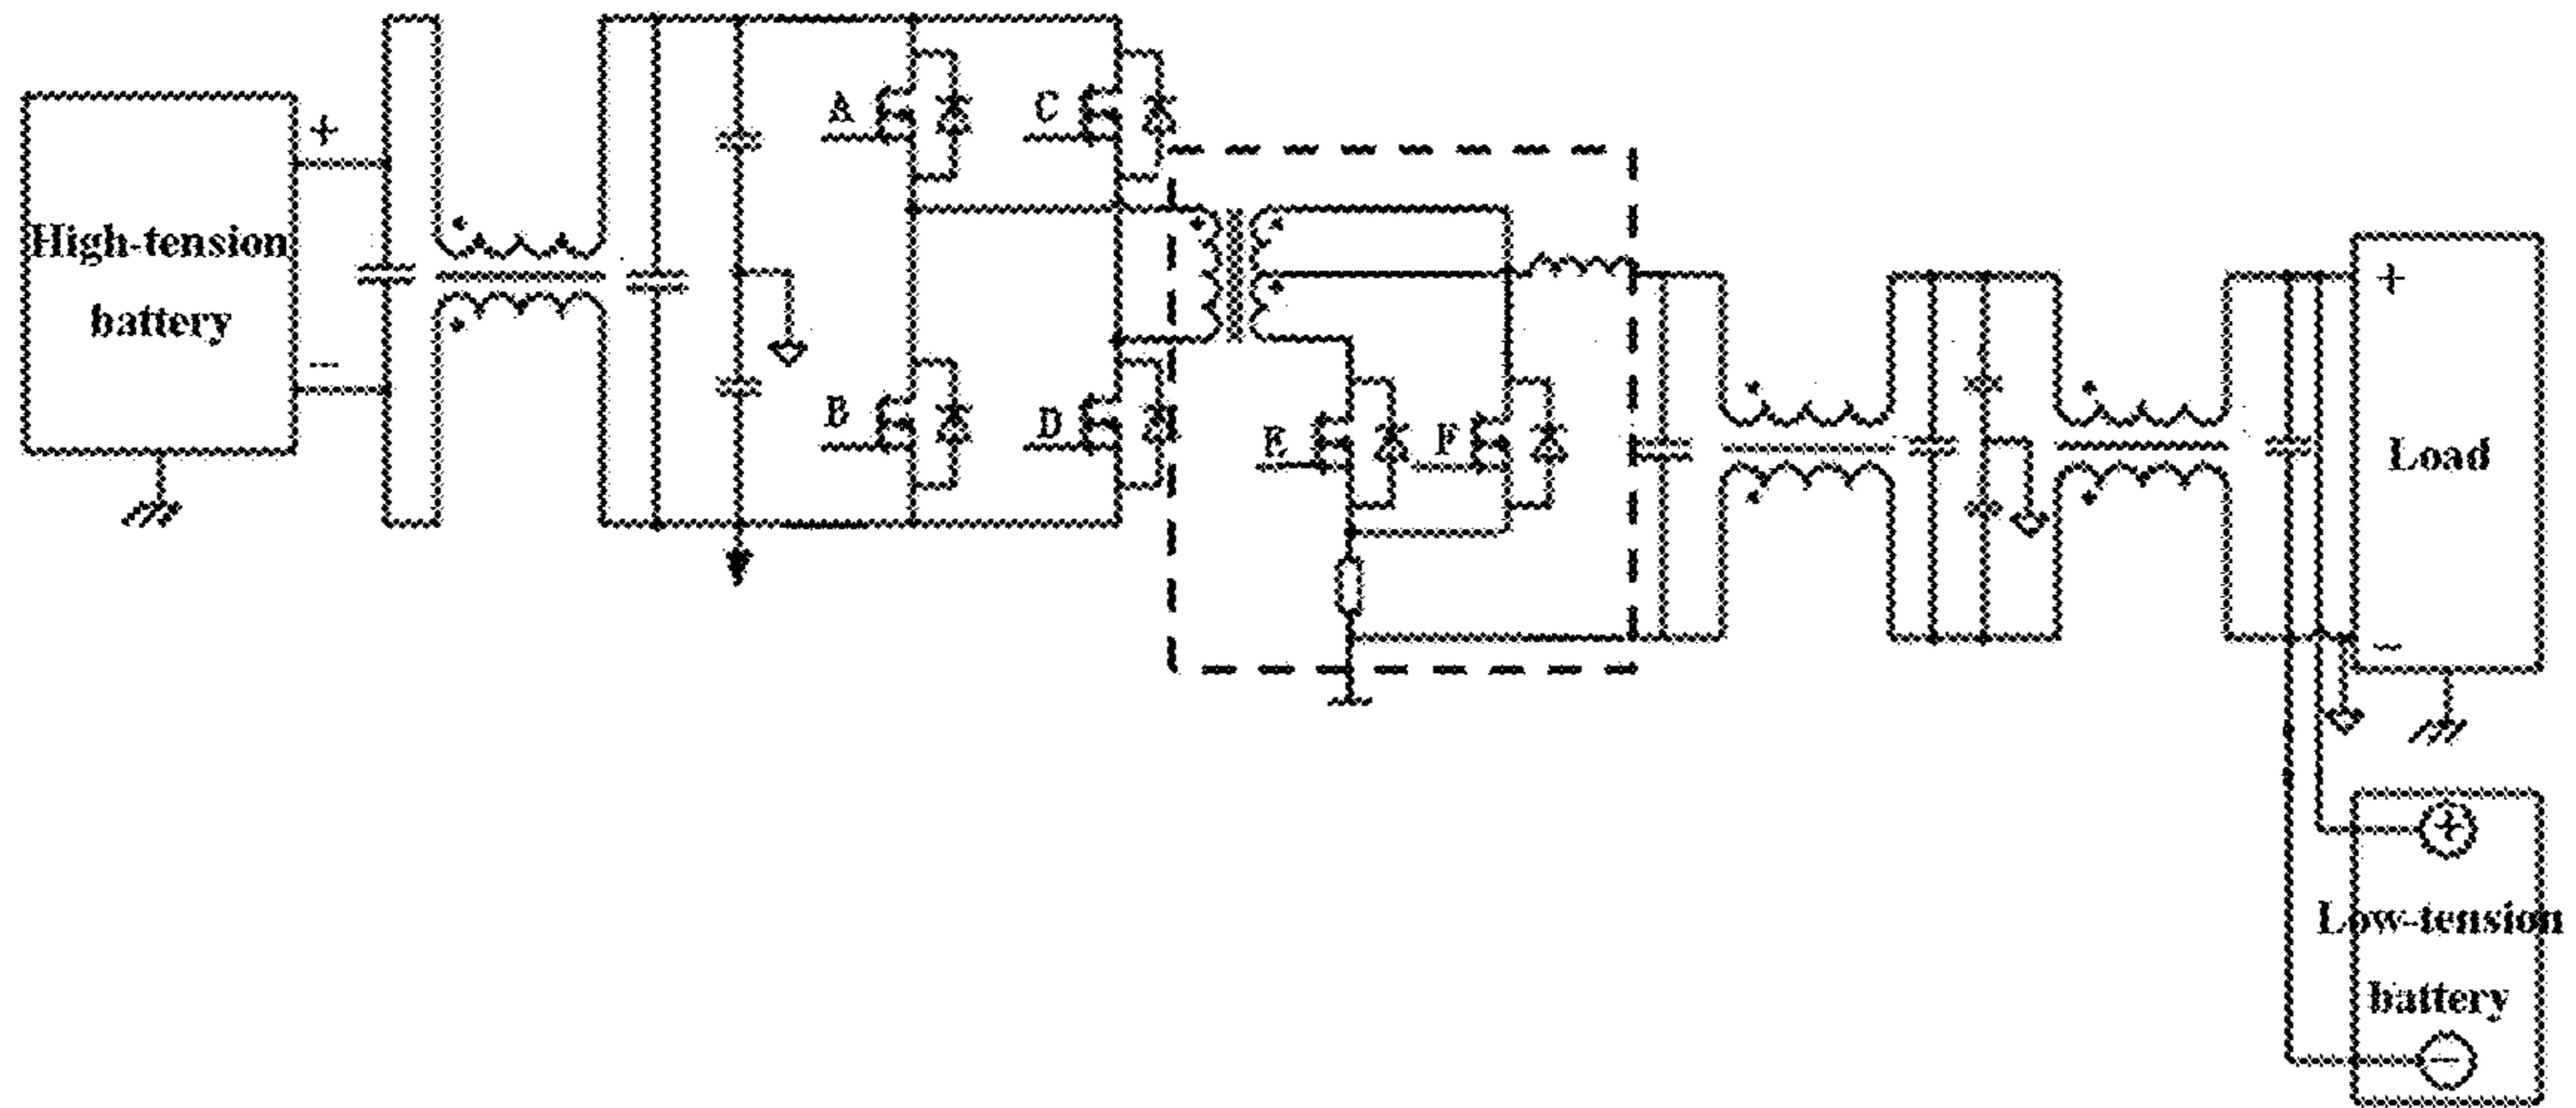 +
High-tension
battery
−
A
C
B
D
E
F
+
Load
−
+
Low-tension
battery
−